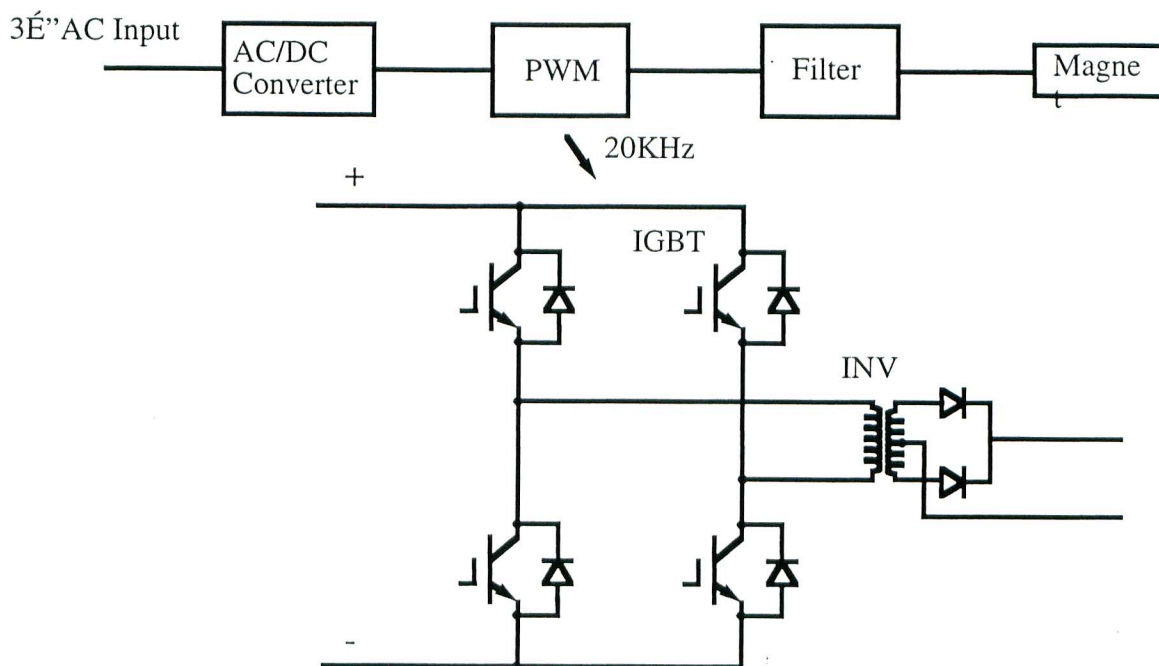 3É”AC Input
AC/DC
Converter
PWM
Filter
Magne
t
20KHz
+
IGBT
INV
-